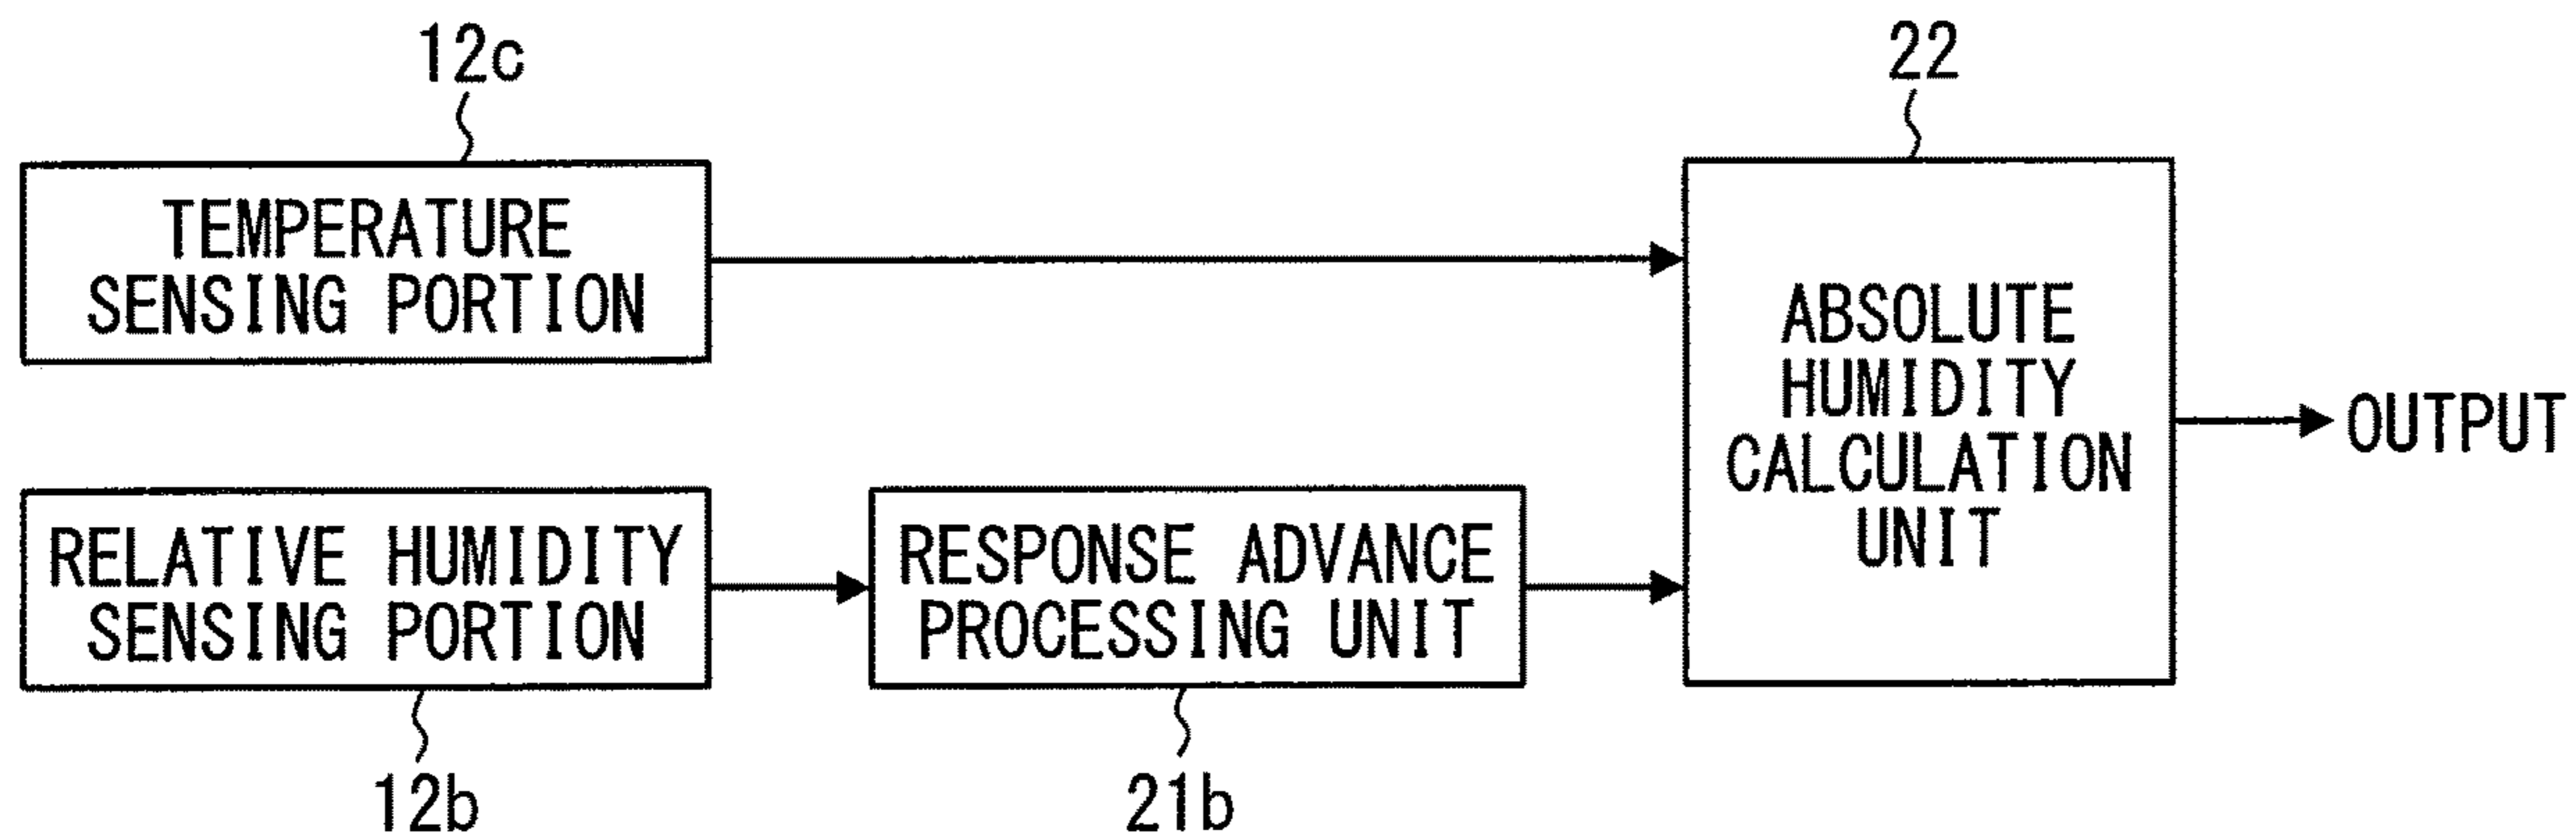 12c
22
TEMPERATURE
SENSING PORTION
ABSOLUTE
HUMIDITY
CALCULATION
UNIT
OUTPUT
RELATIVE HUMIDITY
SENSING PORTION
RESPONSE ADVANCE
PROCESSING UNIT
12b
21b